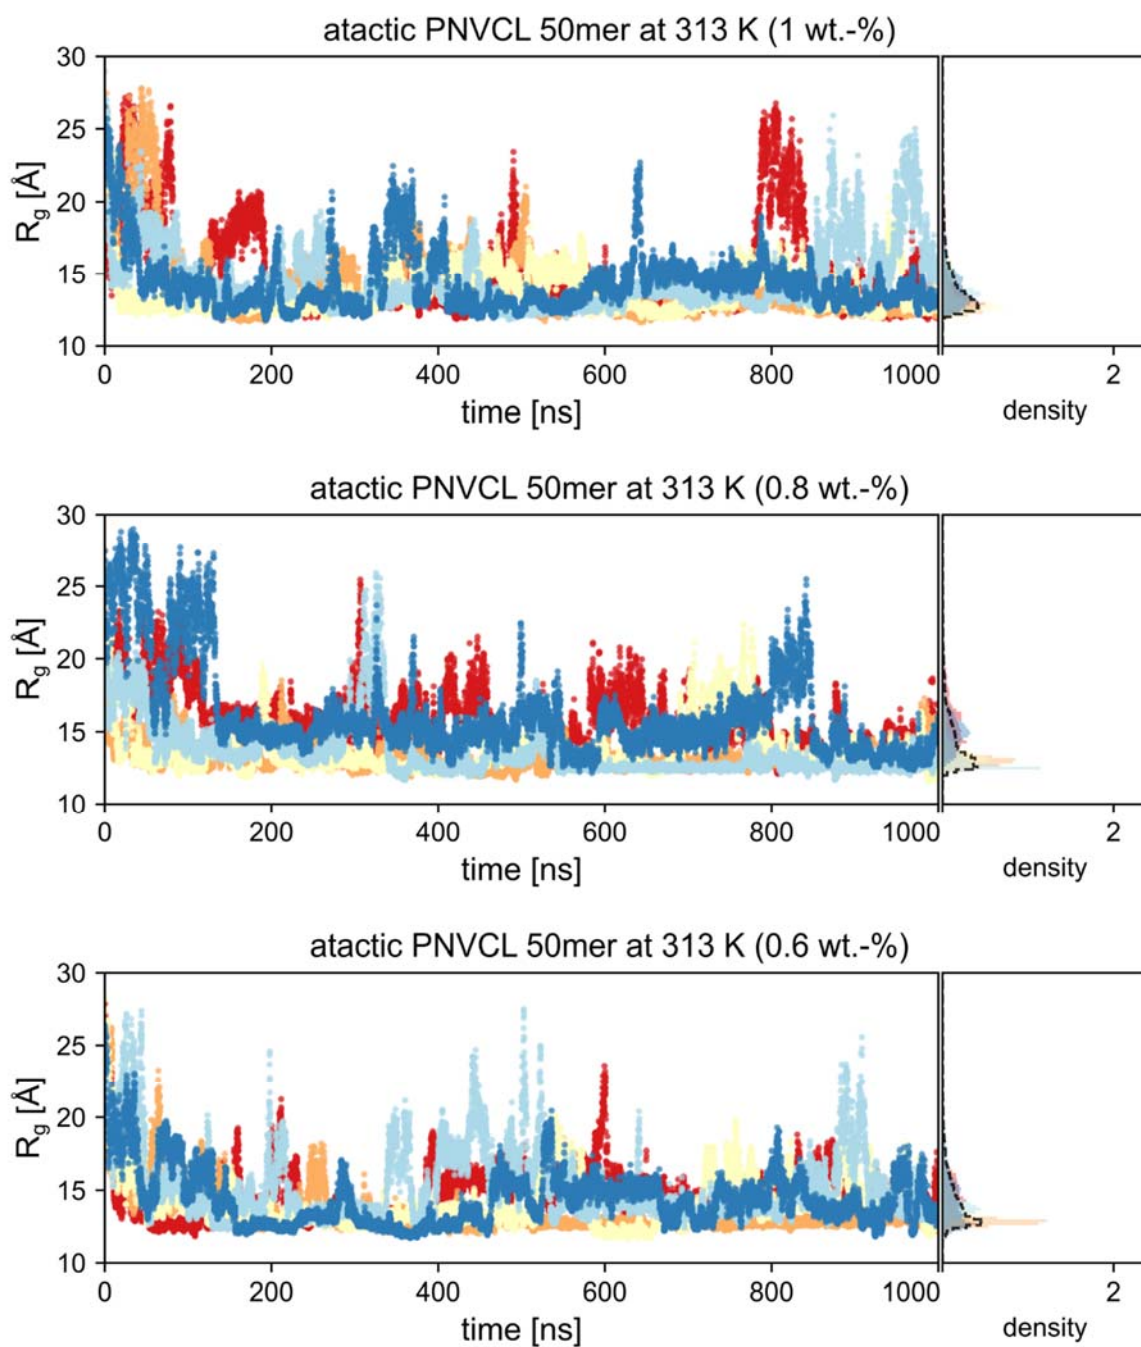 atactic PNVCL 50mer at 313 K (1 wt.-%)
30
25
20
15
10
R_g [Å]
0 200 400 600 800 1000 2
time [ns] density
atactic PNVCL 50mer at 313 K (0.8 wt.-%)
30
25
20
15
10
R_g [Å]
0 200 400 600 800 1000 2
time [ns] density
atactic PNVCL 50mer at 313 K (0.6 wt.-%)
30
25
20
15
10
R_g [Å]
0 200 400 600 800 1000 2
time [ns] density